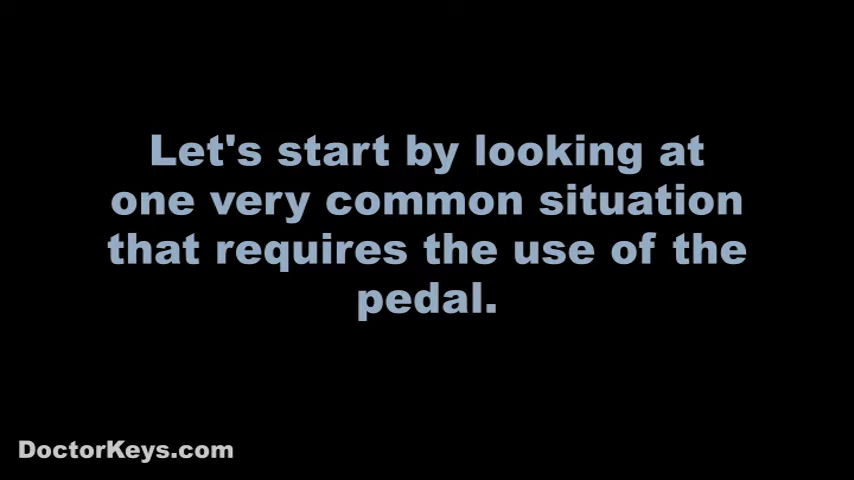 Let's start by looking at
one very common situation
that requires the use of the
pedal.
DoctorKeys.com